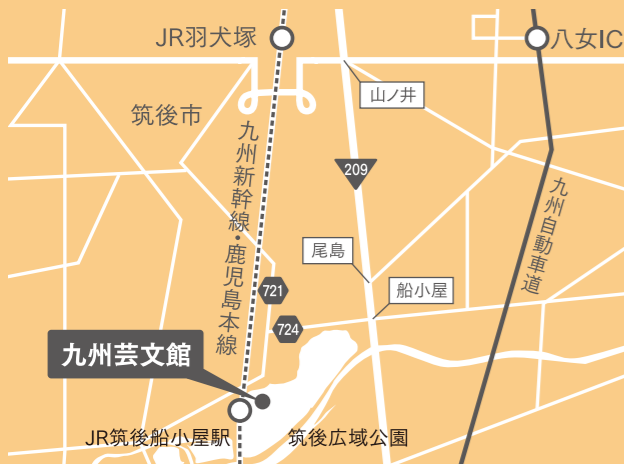 JR羽犬塚
八女IC
山ノ井
筑後市
九州新幹線・鹿児島本線
209
九州自動車道
尾島
船小屋
721
724
九州芸文館
JR筑後船小屋駅
筑後広域公園